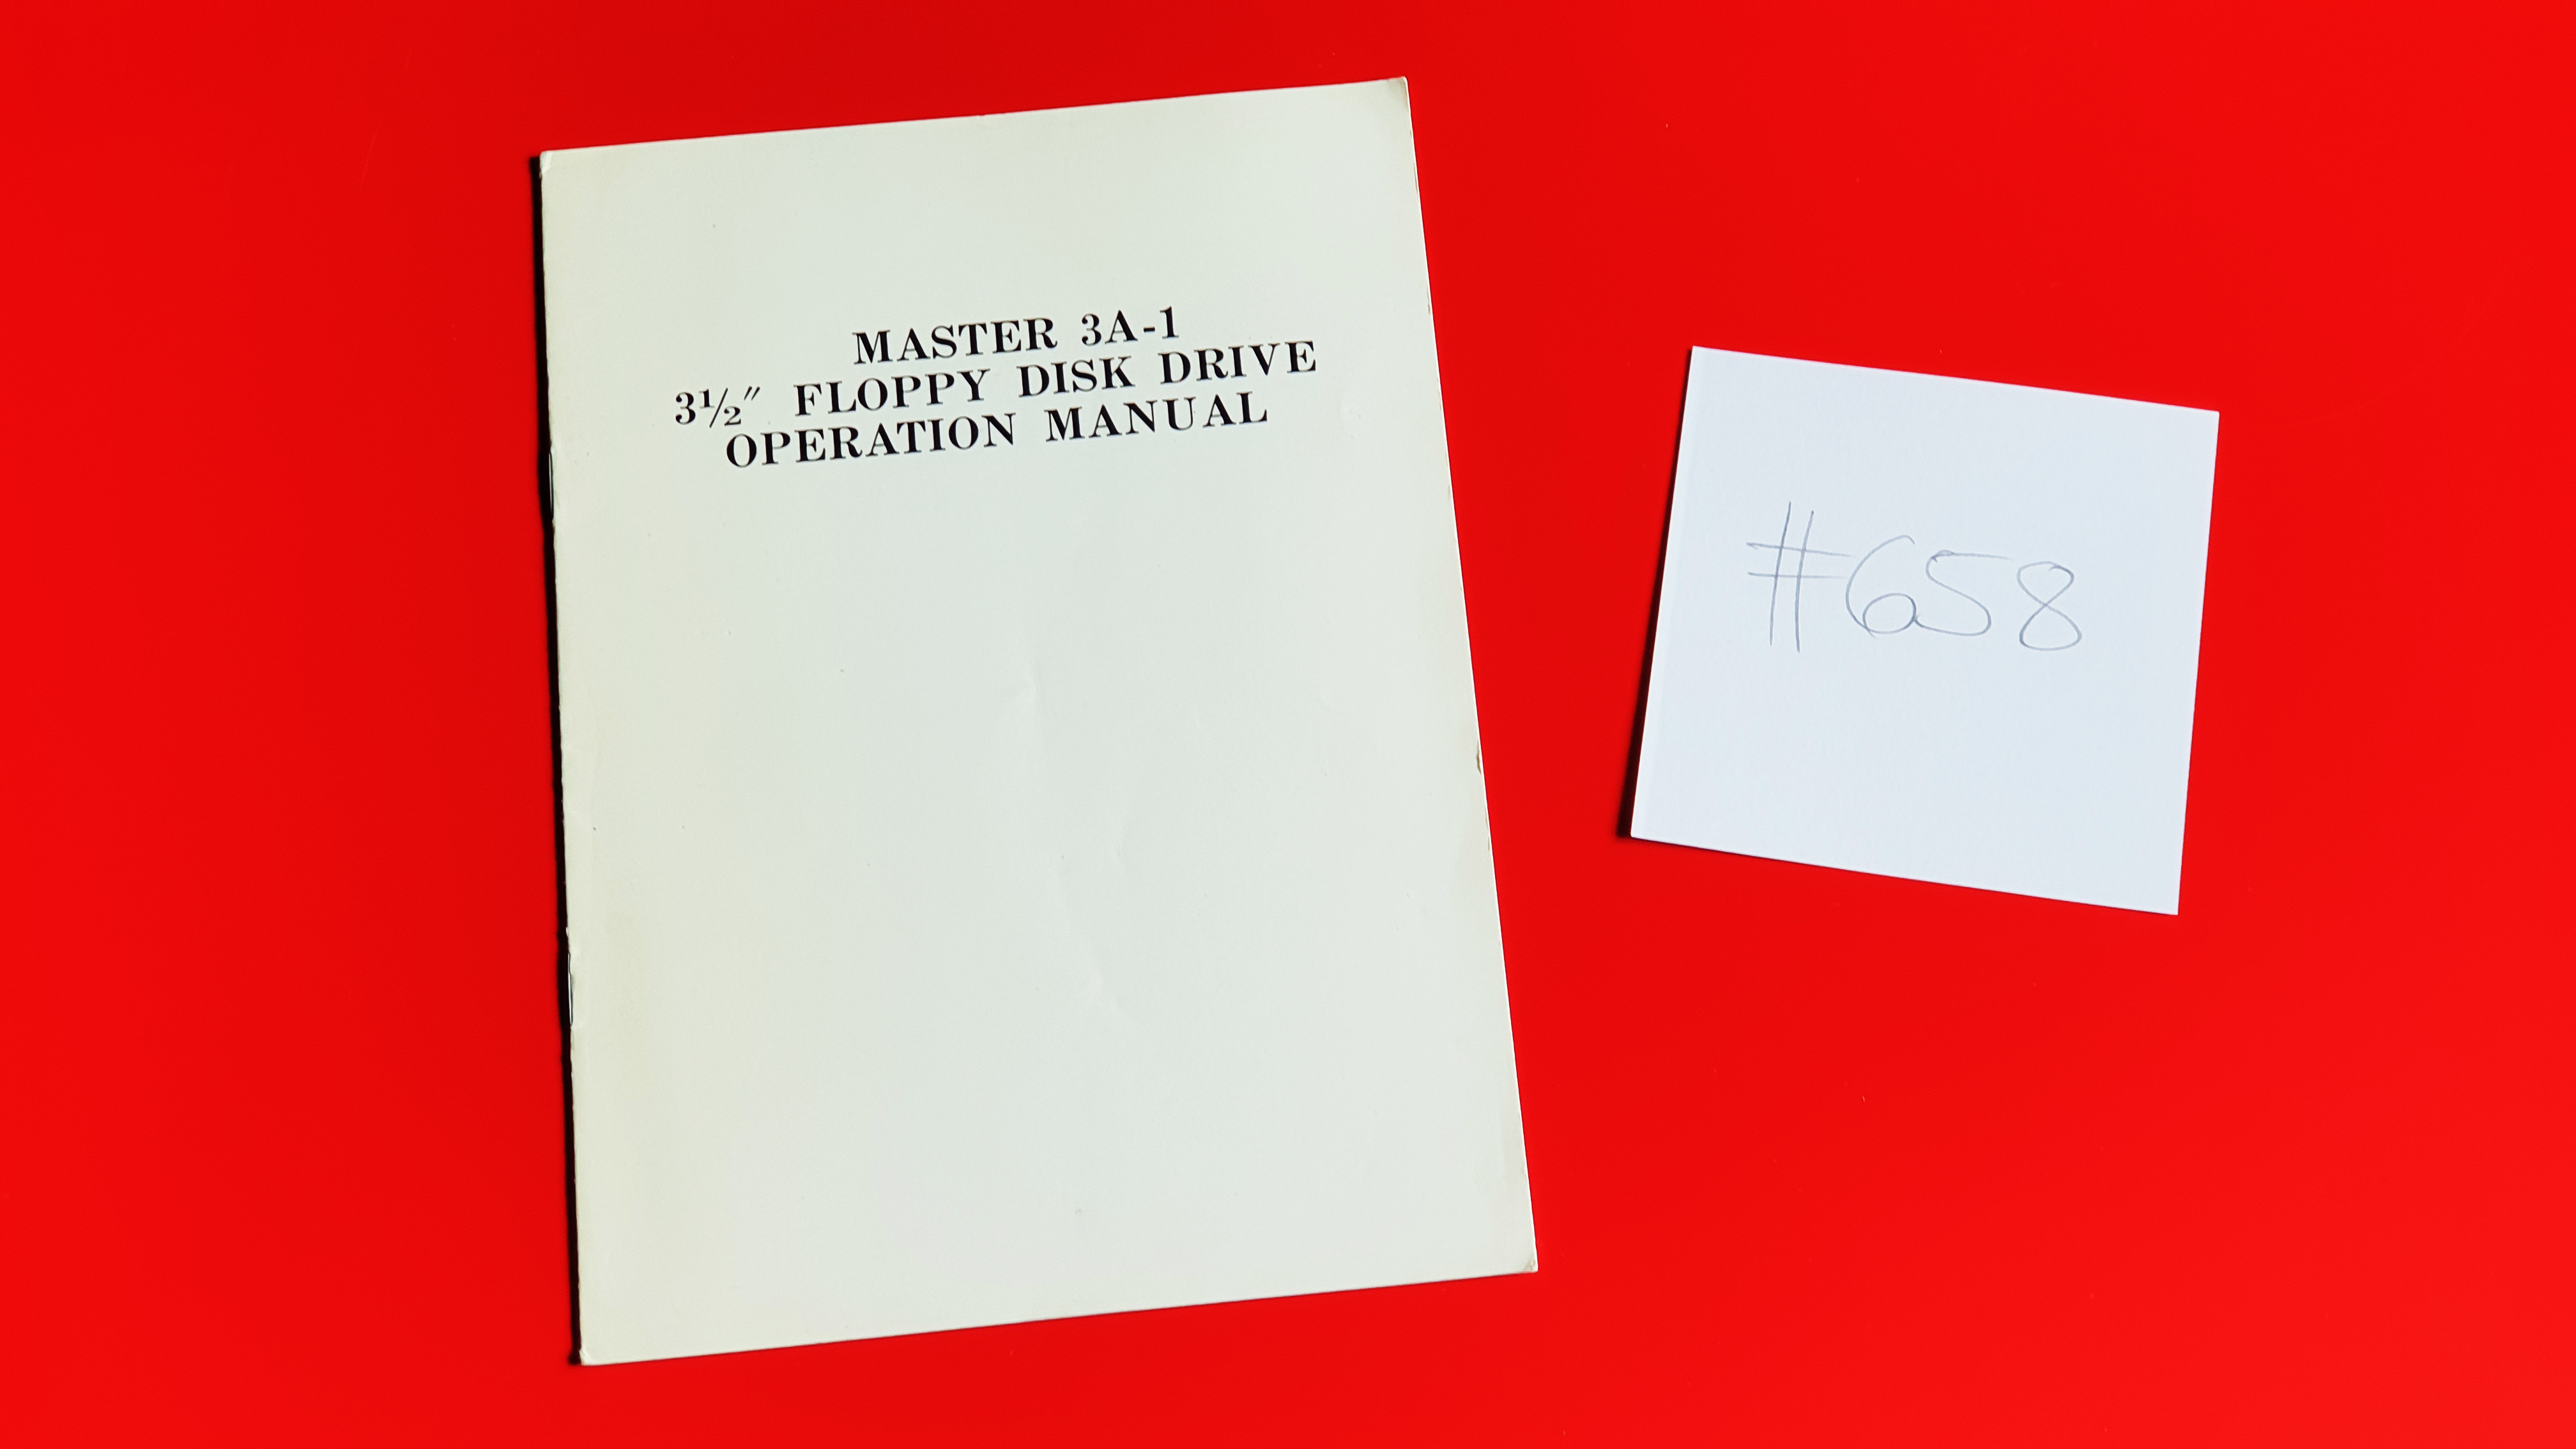 MASTER 3A-1
3½″ FLOPPY DISK DRIVE
OPERATION MANUAL
#658